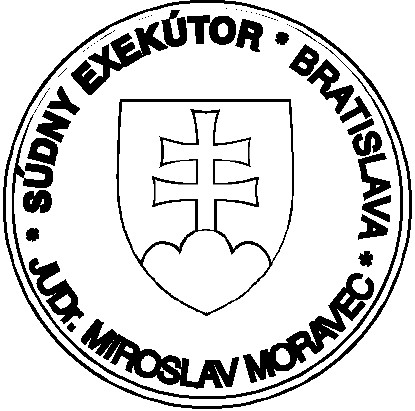 SÚDNY EXEKÚTOR * BRATISLAVA *
JUDr. MIROSLAV MORAVEC *